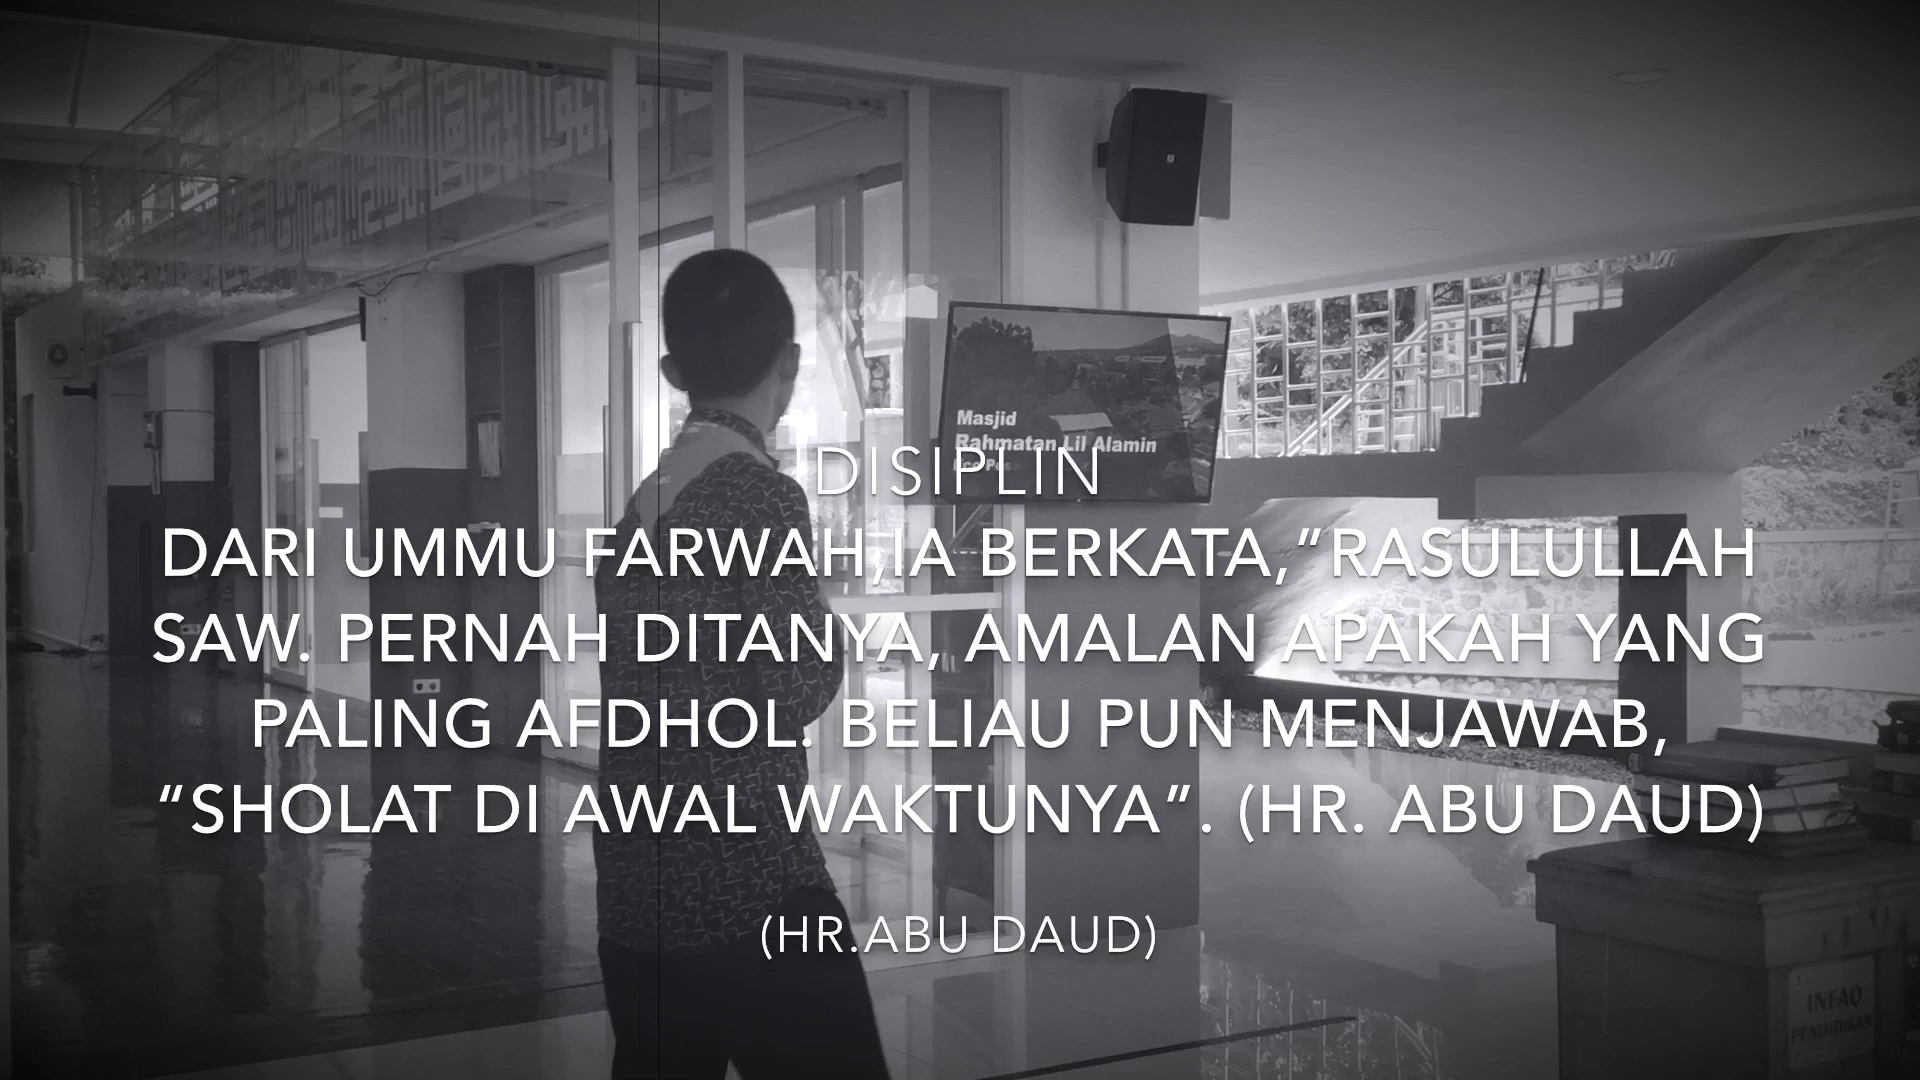 Masjid
Rahmatan Lil Alamin
DISIPLIN
DARI UMMU FARWAH,IA BERKATA,”RASULULLAH
SAW. PERNAH DITANYA, AMALAN APAKAH YANG
PALING AFDHOL. BELIAU PUN MENJAWAB,
“SHOLAT DI AWAL WAKTUNYA”. (HR. ABU DAUD)
(HR.ABU DAUD)
INFAQ
PENDIDIKAN